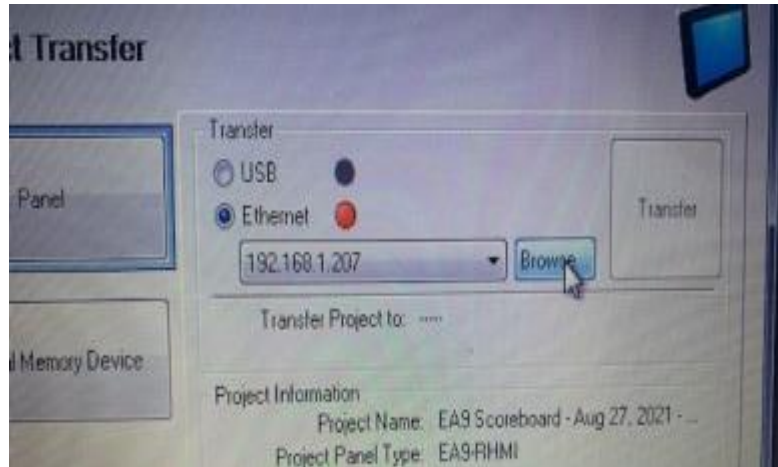 t Transfer
Transfer
USB
Ethernet
Panel
Transfer
192.168.1.207
Browse
Transfer Project to: -----
l Memory Device
Project Information
Project Name: EA9 Scoreboard - Aug 27, 2021 - ...
Project Panel Type: EA9-RHMI